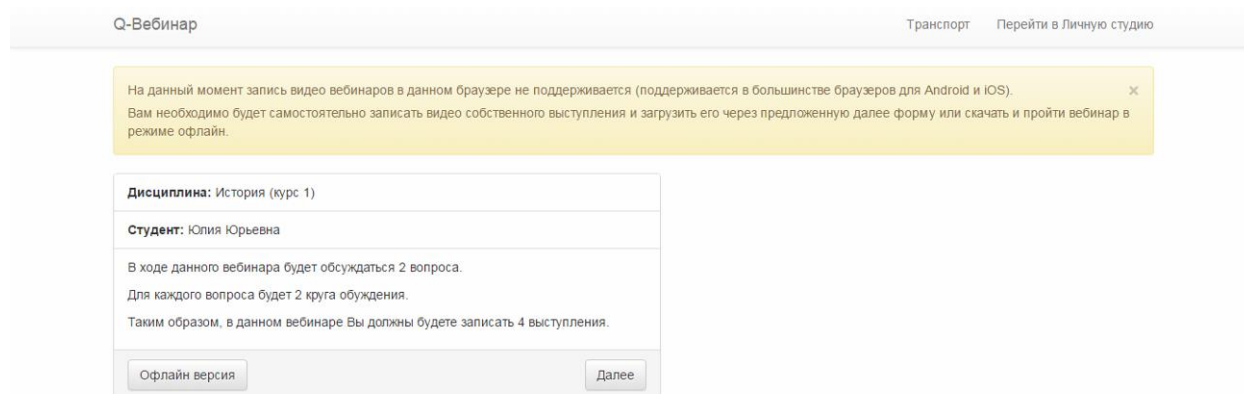 Q-Вебинар
Транспорт Перейти в Личную студию
На данный момент запись видео вебинаров в данном браузере не поддерживается (поддерживается в большинстве браузеров для Android и iOS). ×
Вам необходимо будет самостоятельно записать видео собственного выступления и загрузить его через предложенную далее форму или скачать и пройти вебинар в
режиме офлайн.
Дисциплина: История (курс 1)
Студент: Юлия Юрьевна
В ходе данного вебинара будет обсуждаться 2 вопроса.
Для каждого вопроса будет 2 круга обуждения.
Таким образом, в данном вебинаре Вы должны будете записать 4 выступления.
Офлайн версия Далее